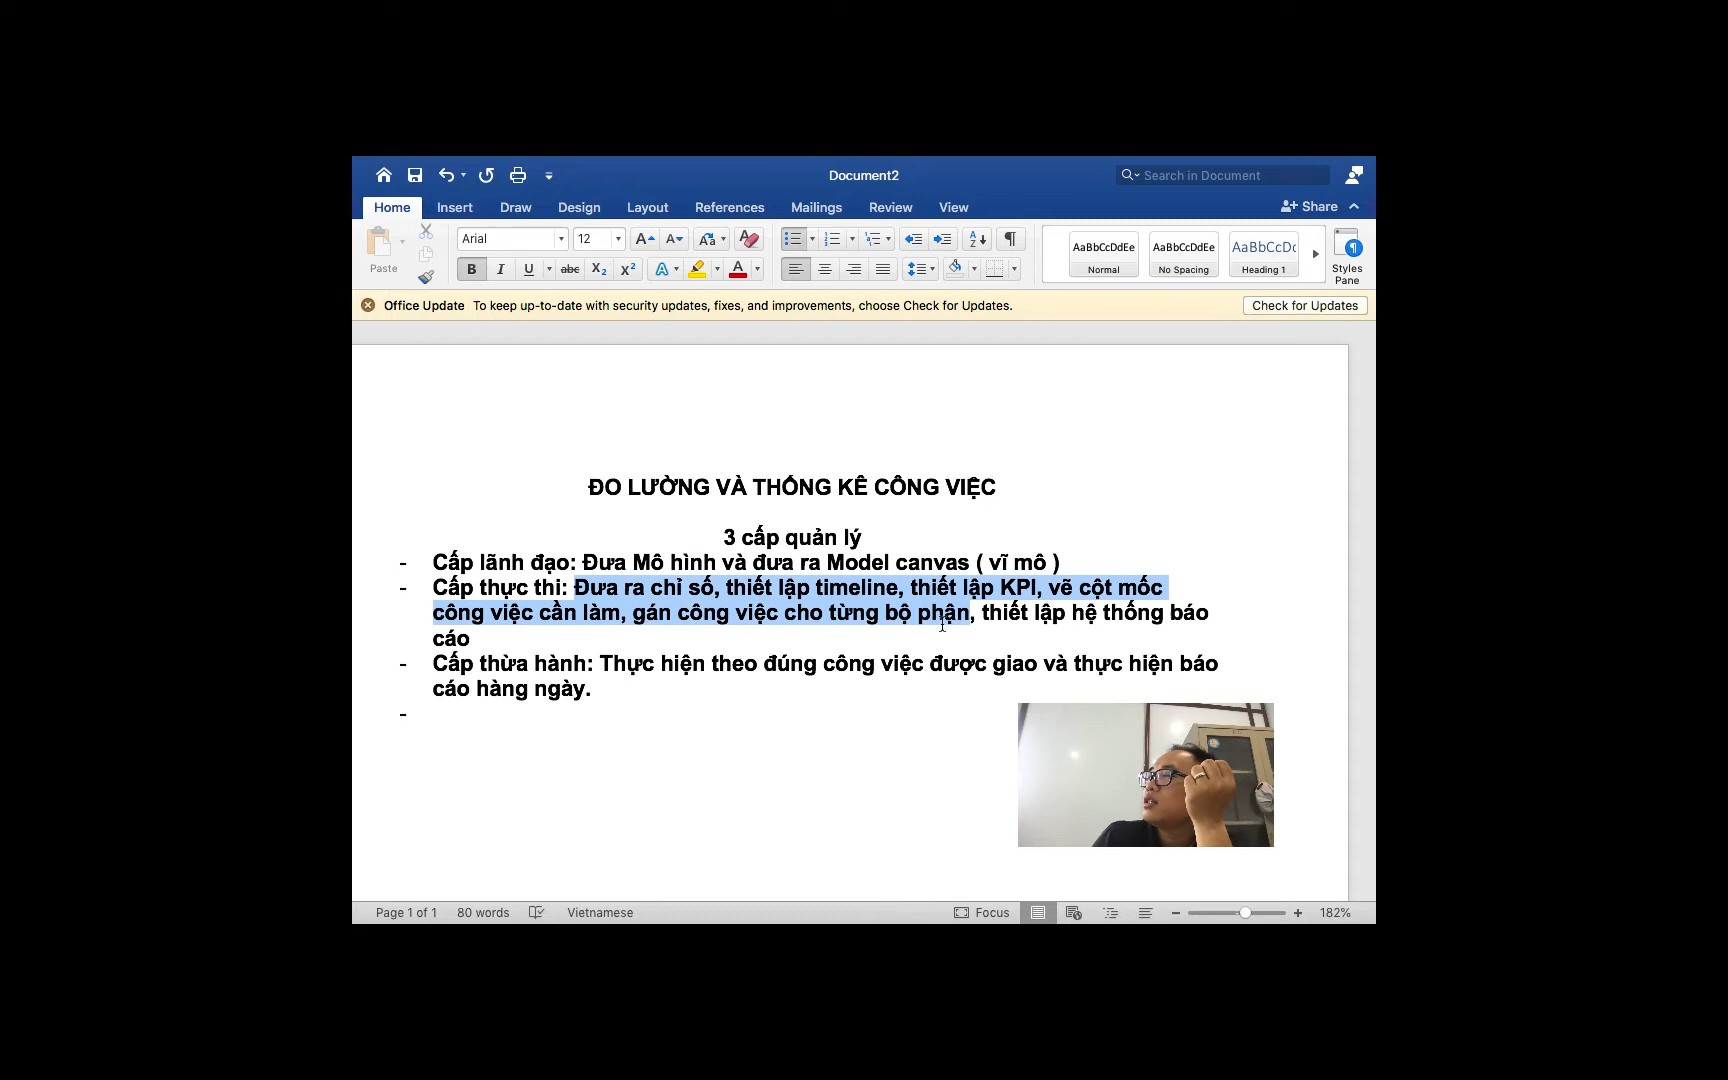 Document2
Search in Document
Home Insert Draw Design Layout References Mailings Review View
Share
Paste
Arial 12
AaBbCcDdEe AaBbCcDdEe AaBbCcDc
Normal No Spacing Heading 1
Styles
Pane
Office Update To keep up-to-date with security updates, fixes, and improvements, choose Check for Updates.
Check for Updates
ĐO LƯỜNG VÀ THỐNG KÊ CÔNG VIỆC
3 cấp quản lý
- Cấp lãnh đạo: Đưa Mô hình và đưa ra Model canvas ( vĩ mô )
- Cấp thực thi: Đưa ra chỉ số, thiết lập timeline, thiết lập KPI, vẽ cột mốc
công việc cần làm, gán công việc cho từng bộ phận, thiết lập hệ thống báo
cáo
- Cấp thừa hành: Thực hiện theo đúng công việc được giao và thực hiện báo
cáo hàng ngày.
-
Page 1 of 1 80 words Vietnamese Focus 182%